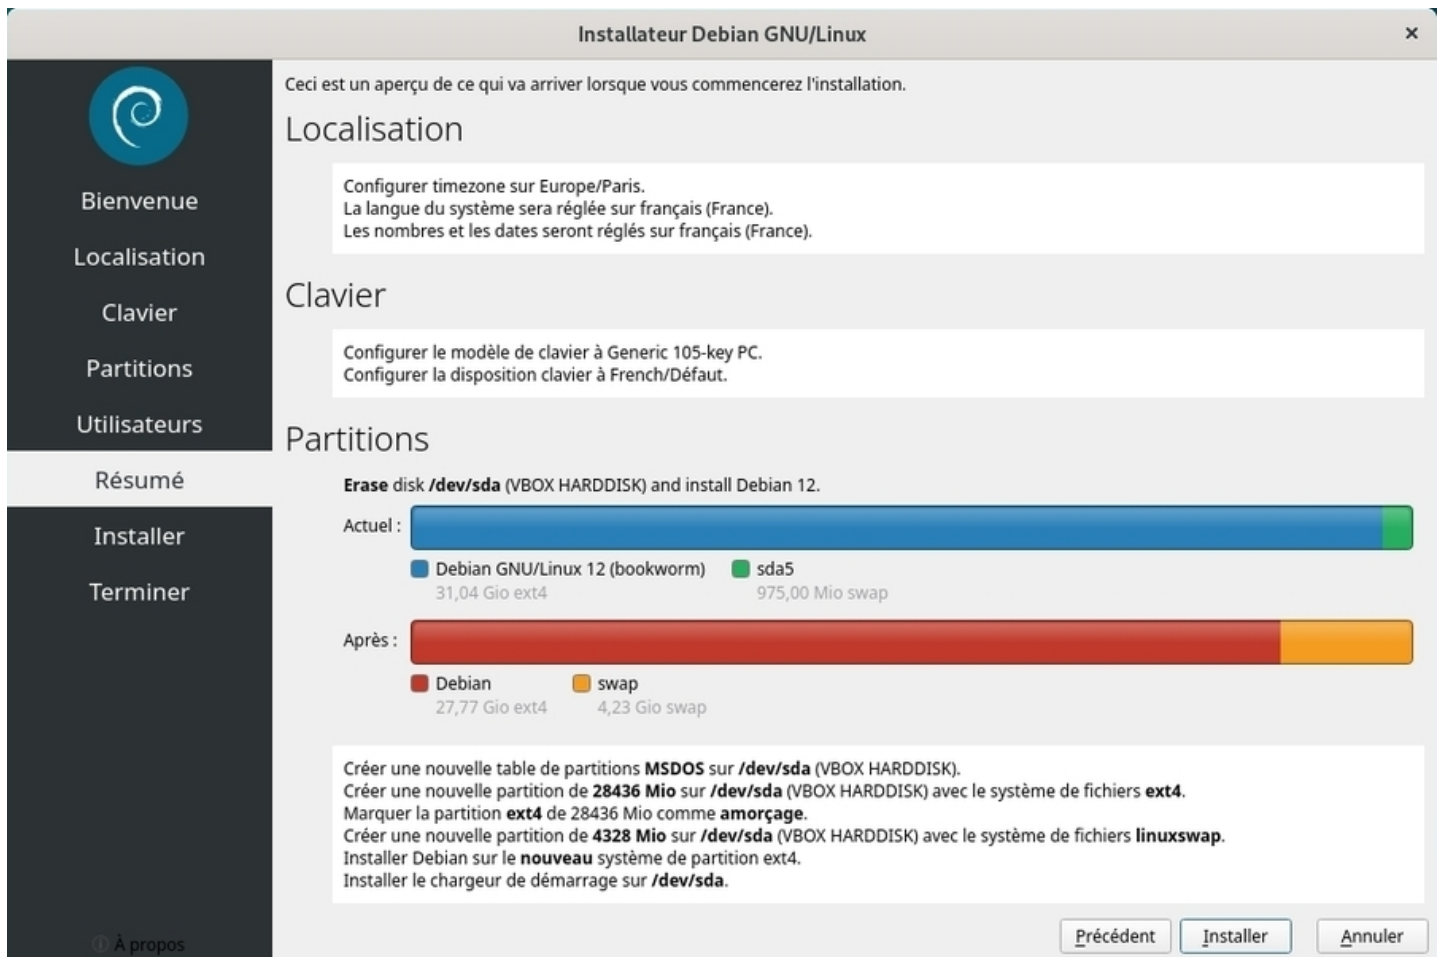 Installateur Debian GNU/Linux
Ceci est un aperçu de ce qui va arriver lorsque vous commencerez l'installation.
Bienvenue
Localisation
Clavier
Partitions
Utilisateurs
Résumé
Installer
Terminer
À propos
Localisation
Configurer timezone sur Europe/Paris.
La langue du système sera réglée sur français (France).
Les nombres et les dates seront réglés sur français (France).
Clavier
Configurer le modèle de clavier à Generic 105-key PC.
Configurer la disposition clavier à French/Défaut.
Partitions
Erase disk /dev/sda (VBOX HARDDISK) and install Debian 12.
Actuel :
Debian GNU/Linux 12 (bookworm) sda5
31,04 Gio ext4 975,00 Mio swap
Après :
Debian swap
27,77 Gio ext4 4,23 Gio swap
Créer une nouvelle table de partitions MSDOS sur /dev/sda (VBOX HARDDISK).
Créer une nouvelle partition de 28436 Mio sur /dev/sda (VBOX HARDDISK) avec le système de fichiers ext4.
Marquer la partition ext4 de 28436 Mio comme amorçage.
Créer une nouvelle partition de 4328 Mio sur /dev/sda (VBOX HARDDISK) avec le système de fichiers linuxswap.
Installer Debian sur le nouveau système de partition ext4.
Installer le chargeur de démarrage sur /dev/sda.
Précédent Installer Annuler